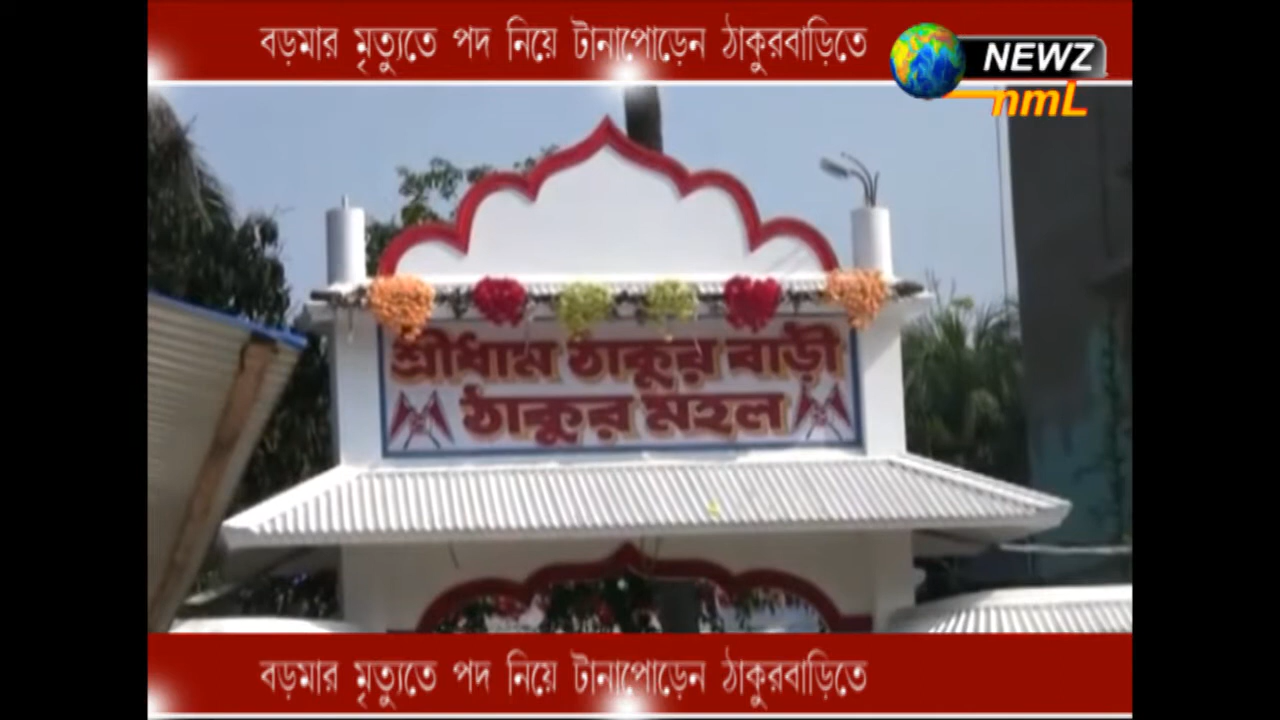 বড়মার মৃত্যুতে পদ নিয়ে টানাপোড়েন ঠাকুরবাড়িতে
NEWZ
nmL
শ্রীধাম ঠাকুর বাড়ী
ঠাকুর মহল
বড়মার মৃত্যুতে পদ নিয়ে টানাপোড়েন ঠাকুরবাড়িতে